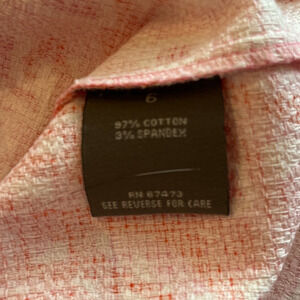 6
97% COTTON
3% SPANDEX
RN 67473
SEE REVERSE FOR CARE